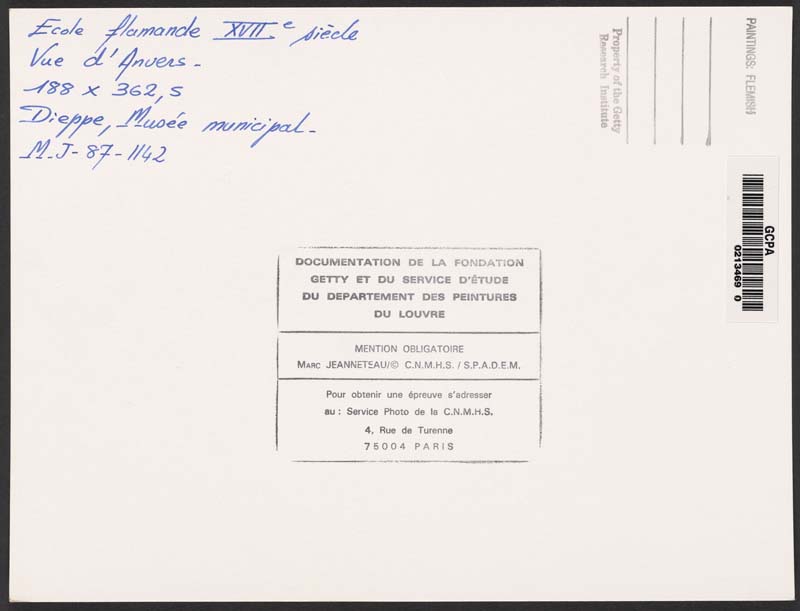 Ecole flamande XVIIe siècle
Vue d'Anvers -
188 x 362,5
Dieppe, Musée municipal -
M.J- 87- 1142
Property of the Getty
Research Institute
PAINTINGS: FLEMISH
GCPA
0213469 0
DOCUMENTATION DE LA FONDATION
GETTY ET DU SERVICE D'ÉTUDE
DU DEPARTEMENT DES PEINTURES
DU LOUVRE
MENTION OBLIGATOIRE
MARC JEANNETEAU/© C.N.M.H.S. / S.P.A.D.E.M.
Pour obtenir une épreuve s'adresser
au : Service Photo de la C.N.M.H.S.
4, Rue de Turenne
75004 PARIS